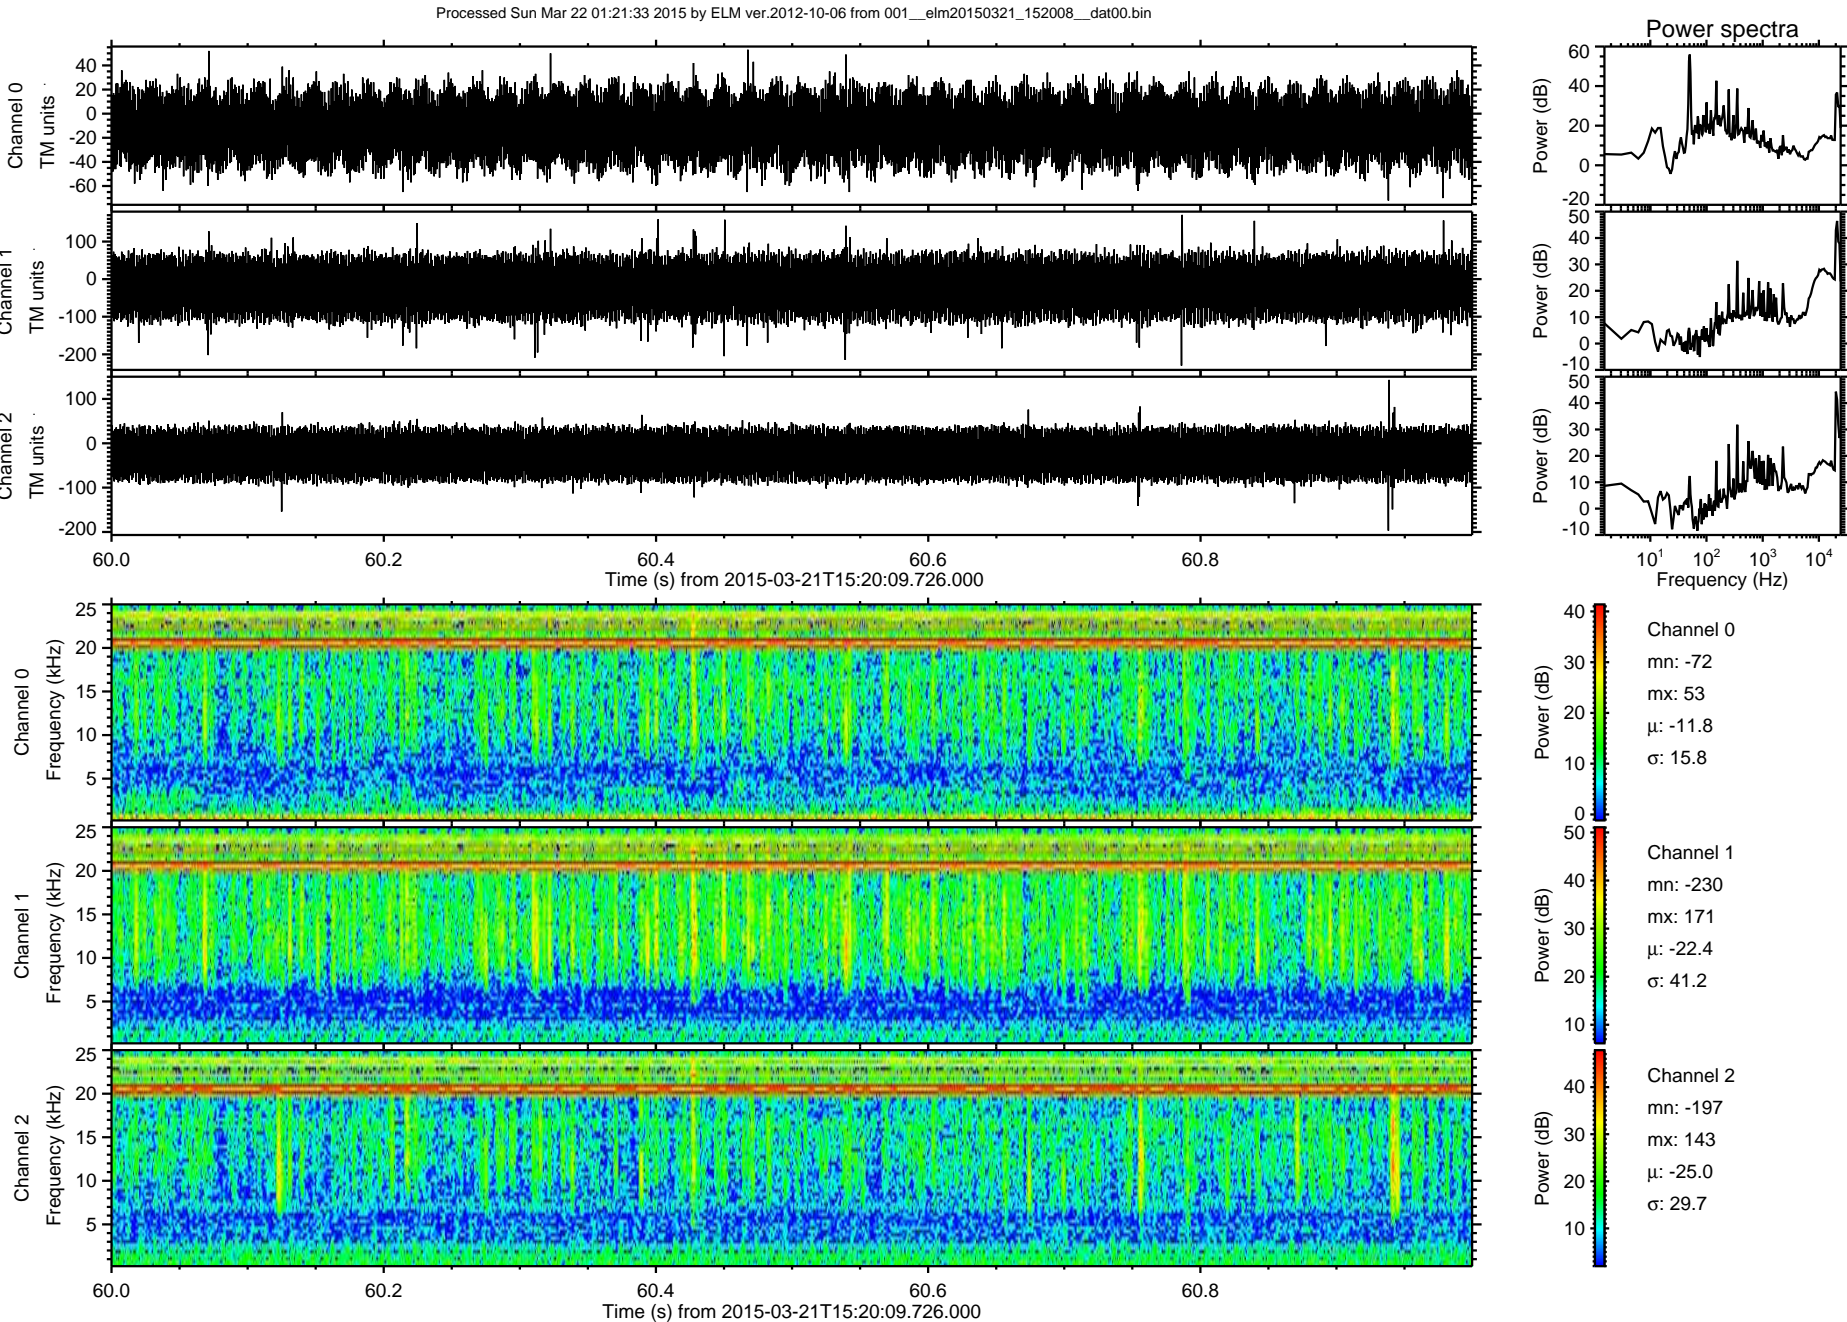 Processed Sun Mar 22 01:21:33 2015 by ELM ver.2012-10-06 from 001__elm20150321_152008__dat00.bin
Power spectra
Channel 0
TM units
40
20
0
-20
-40
-60
Power (dB)
60
40
20
0
-20
Channel 1
TM units
100
0
-100
-200
Power (dB)
50
40
30
20
10
0
-10
Channel 2
TM units
100
0
-100
-200
Power (dB)
50
40
30
20
10
0
-10
60.0 60.2 60.4 60.6 60.8
Time (s) from 2015-03-21T15:20:09.726.000
10^1 10^2 10^3 10^4
Frequency (Hz)
Channel 0
Frequency (kHz)
25
20
15
10
5
Power (dB)
40
30
20
10
0
Channel 0
mn: -72
mx: 53
μ: -11.8
σ: 15.8
Channel 1
Frequency (kHz)
25
20
15
10
5
Power (dB)
50
40
30
20
10
Channel 1
mn: -230
mx: 171
μ: -22.4
σ: 41.2
Channel 2
Frequency (kHz)
25
20
15
10
5
Power (dB)
40
30
20
10
Channel 2
mn: -197
mx: 143
μ: -25.0
σ: 29.7
60.0 60.2 60.4 60.6 60.8
Time (s) from 2015-03-21T15:20:09.726.000